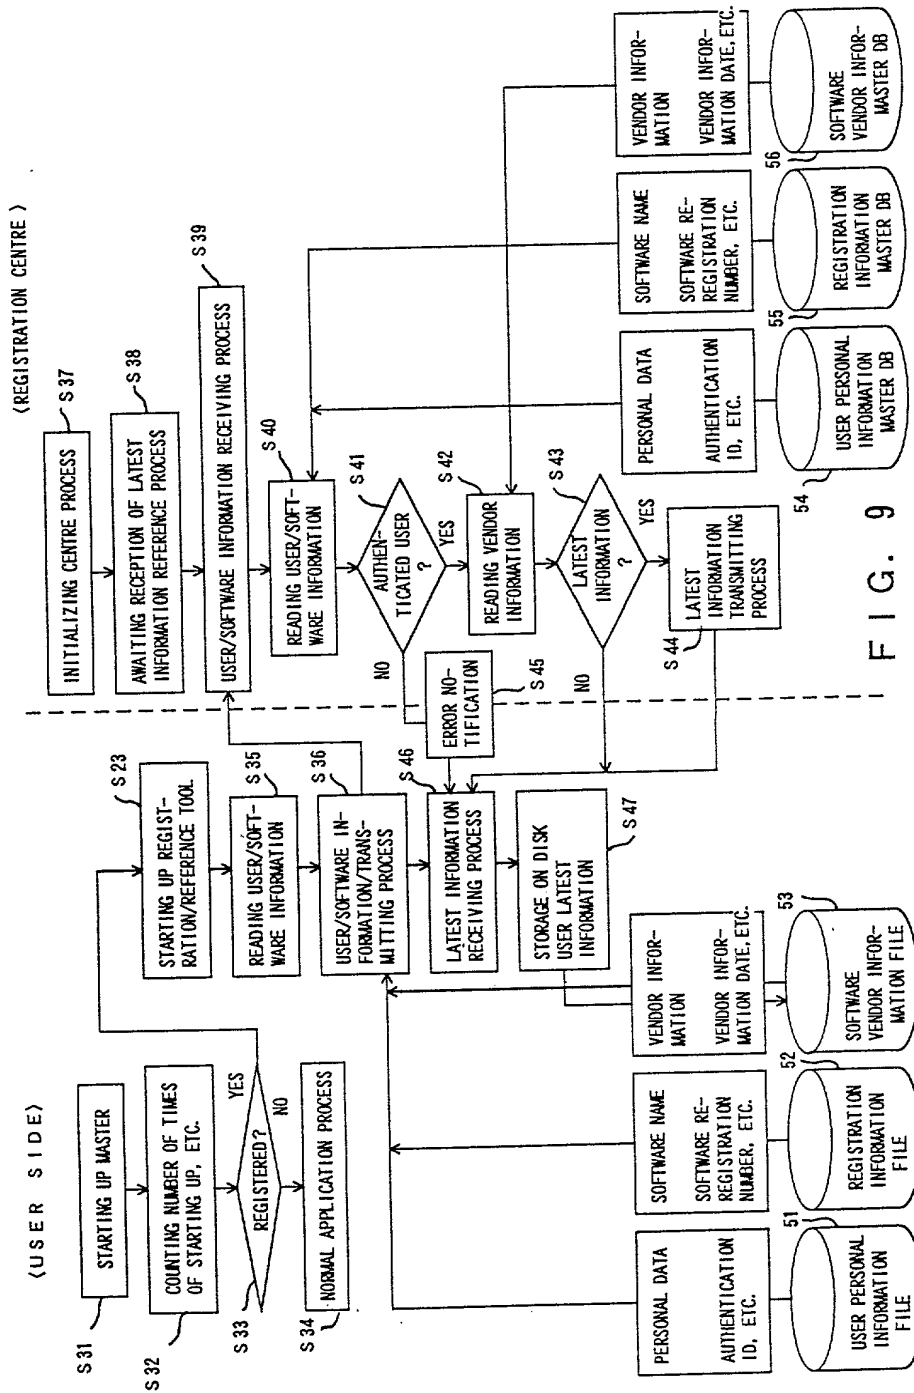 〈USER SIDE〉
S 31
STARTING UP MASTER
S 32
COUNTING NUMBER OF TIMES
OF STARTING UP, ETC.
S 33
REGISTERED?
YES
NO
S 34
NORMAL APPLICATION PROCESS
S 23
STARTING UP REGIST-
RATION/REFERENCE TOOL
S 35
READING USER/SOFT-
WARE INFORMATION
S 36
USER/SOFTWARE IN-
FORMATION/TRANS-
MITTING PROCESS
S 46
LATEST INFORMATION
RECEIVING PROCESS
S 47
STORAGE ON DISK
USER LATEST
INFORMATION
PERSONAL DATA
AUTHENTICATION
ID, ETC.
51
USER PERSONAL
INFORMATION
FILE
SOFTWARE NAME
SOFTWARE RE-
REGISTRATION
NUMBER, ETC.
52
REGISTRATION
INFORMATION
FILE
VENDOR INFOR-
MATION
VENDOR INFOR-
MATION DATE, ETC.
53
SOFTWARE
VENDOR INFOR-
MATION FILE
〈REGISTRATION CENTRE〉
S 37
INITIALIZING CENTRE PROCESS
S 38
AWAITING RECEPTION OF LATEST
INFORMATION REFERENCE PROCESS
S 39
USER/SOFTWARE INFORMATION RECEIVING PROCESS
S 40
READING USER/SOFT-
WARE INFORMATION
S 41
AUTHEN-
TICATED USER
?
YES
NO
S 45
ERROR NO-
TIFICATION
S 42
READING VENDOR
INFORMATION
S 43
LATEST
INFORMATION
?
YES
NO
S 44
LATEST
INFORMATION
TRANSMITTING
PROCESS
PERSONAL DATA
AUTHENTICATION
ID, ETC.
54
USER PERSONAL
INFORMATION
MASTER DB
SOFTWARE NAME
SOFTWARE RE-
REGISTRATION
NUMBER, ETC.
55
REGISTRATION
INFORMATION
MASTER DB
VENDOR INFOR-
MATION
VENDOR INFOR-
MATION DATE, ETC.
56
SOFTWARE
VENDOR INFOR-
MASTER DB
FIG. 9